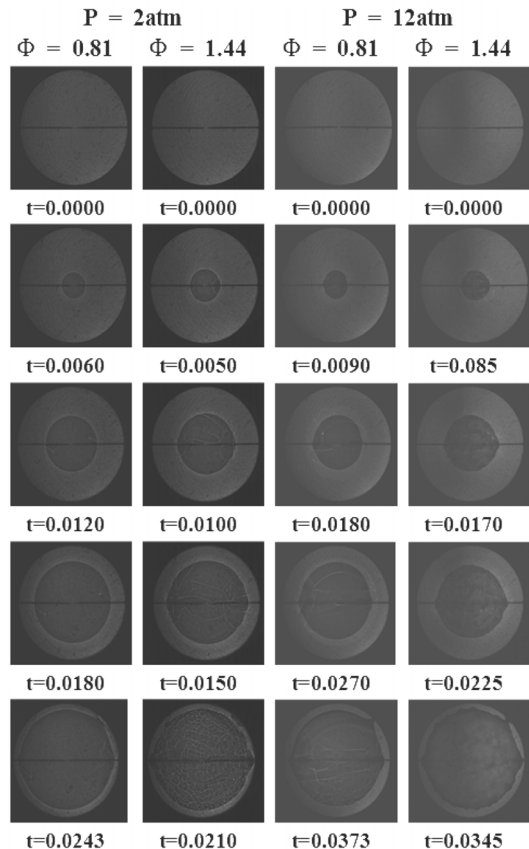 P = 2atm P = 12atm
Φ = 0.81 Φ = 1.44 Φ = 0.81 Φ = 1.44
t=0.0000 t=0.0000 t=0.0000 t=0.0000
t=0.0060 t=0.0050 t=0.0090 t=0.085
t=0.0120 t=0.0100 t=0.0180 t=0.0170
t=0.0180 t=0.0150 t=0.0270 t=0.0225
t=0.0243 t=0.0210 t=0.0373 t=0.0345